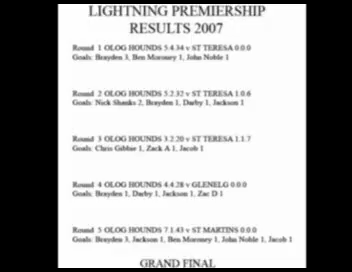 LIGHTNING PREMIERSHIP
RESULTS 2007
Round 1 OLOG HOUNDS 5.4.34 v ST TERESA 0.0.0
Goals: Brayden 3, Ben Moroney 1, John Noble 1
Round 2 OLOG HOUNDS 5.2.32 v ST TERESA 1.0.6
Goals: Nick Shanks 2, Brayden 1, Darby 1, Jackson 1
Round 3 OLOG HOUNDS 3.2.20 v ST TERESA 1.1.7
Goals: Chris Gibbie 1, Zack A 1, Jacob 1
Round 4 OLOG HOUNDS 4.4.28 v GLENELG 0.0.0
Goals: Brayden 1, Darby 1, Jackson 1, Zac D 1
Round 5 OLOG HOUNDS 7.1.43 v ST MARTINS 0.0.0
Goals: Brayden 3, Jackson 1, Ben Moroney 1, John Noble 1, Jacob 1
GRAND FINAL